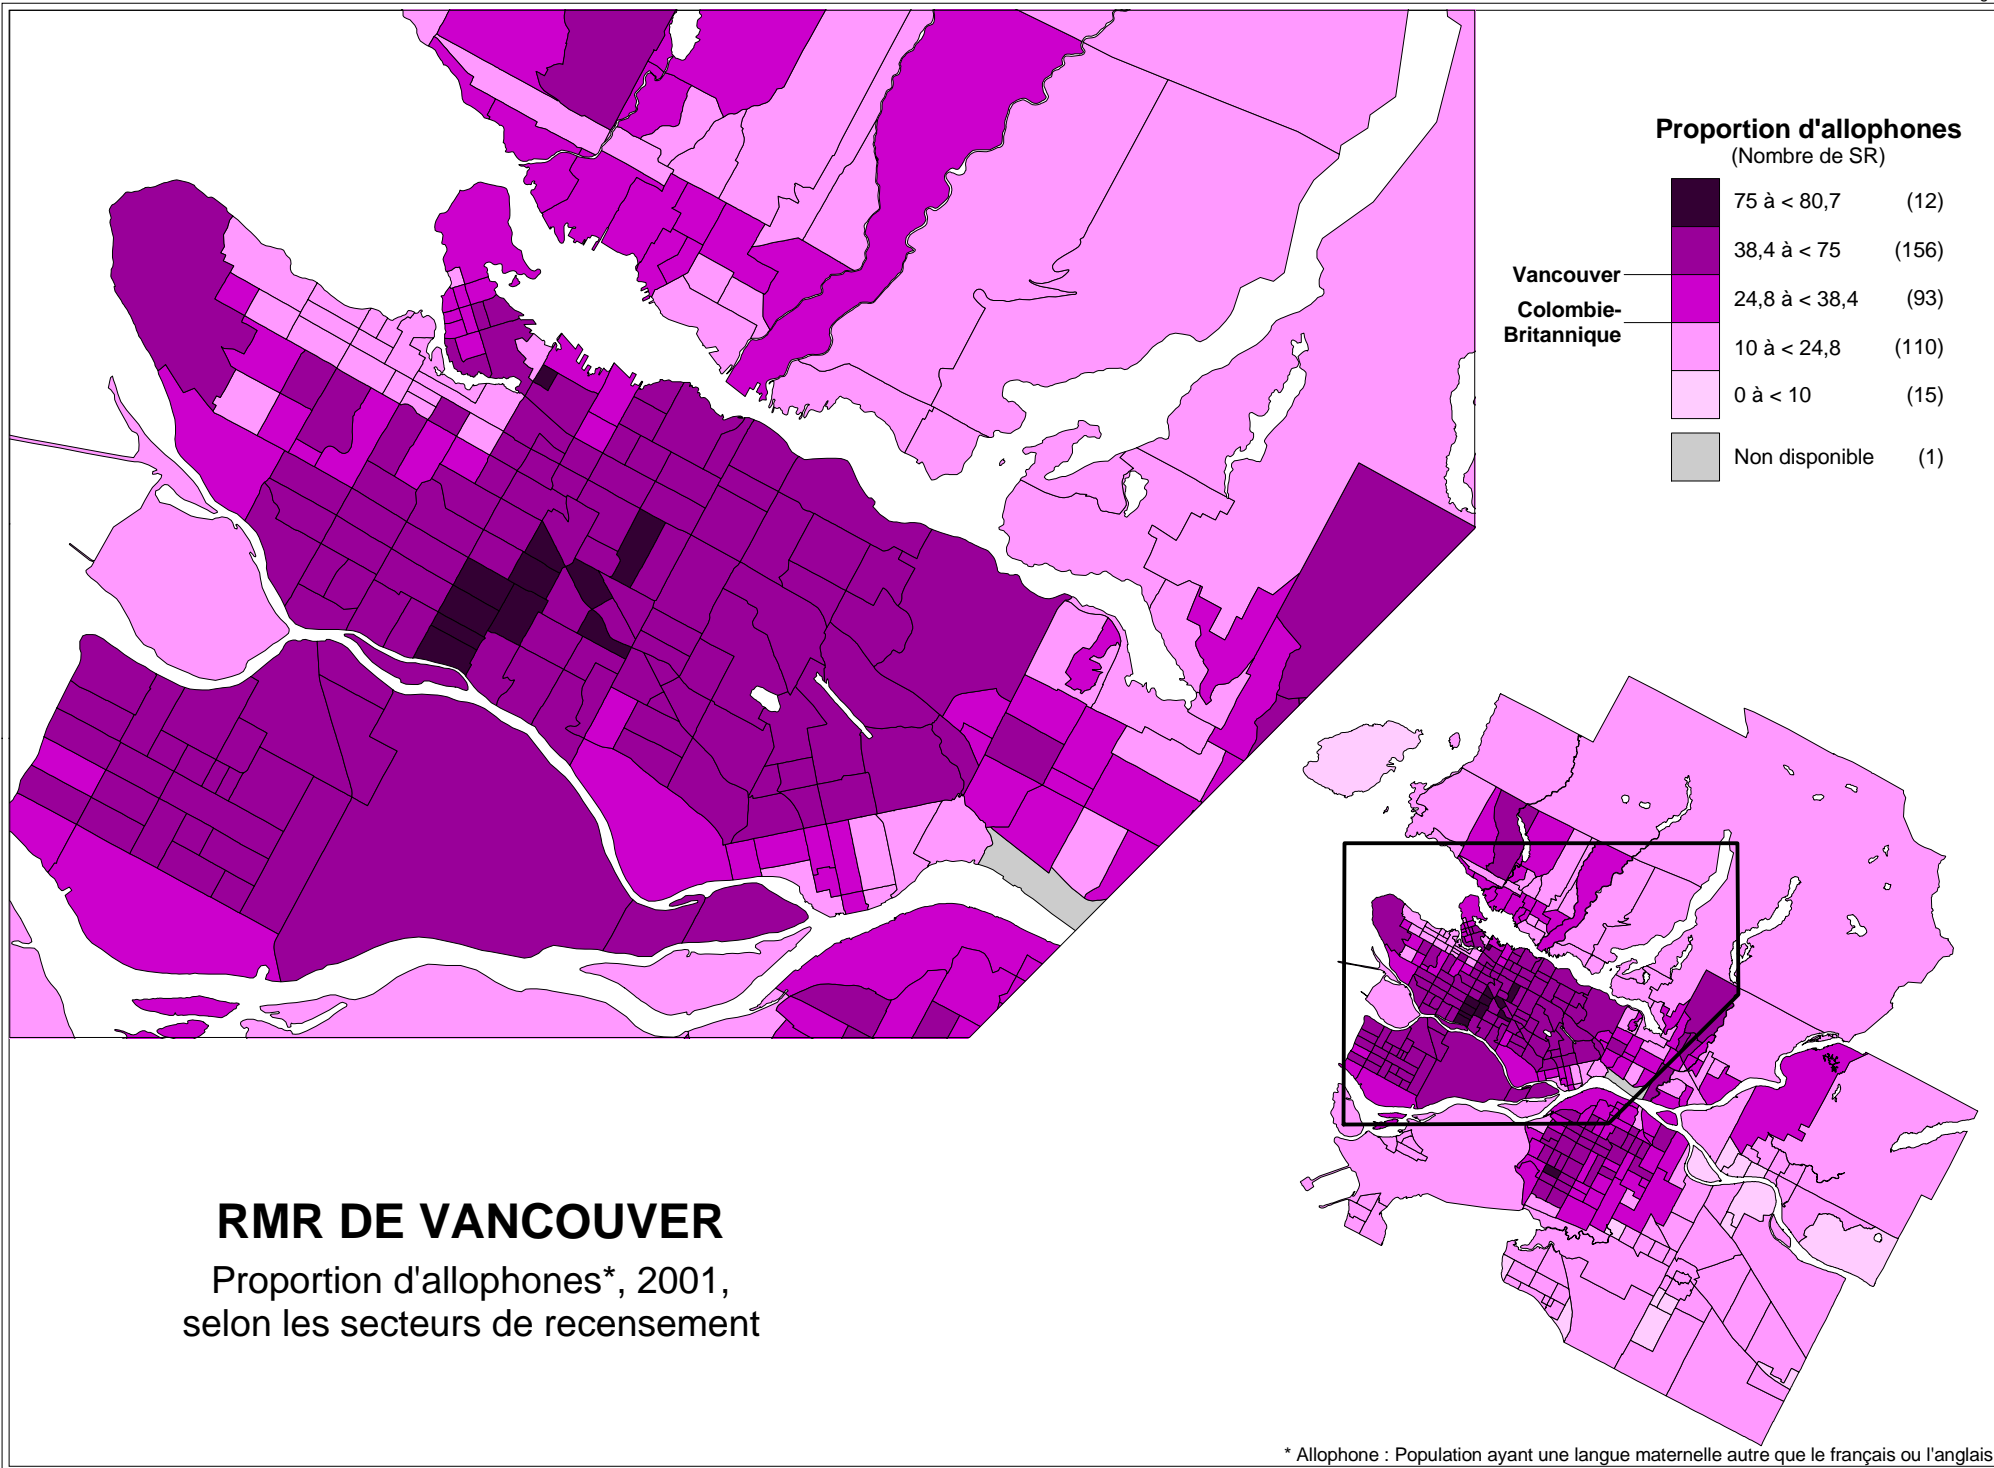 Proportion d'allophones
(Nombre de SR)
75 à < 80,7 (12)
38,4 à < 75 (156)
Vancouver
24,8 à < 38,4 (93)
Colombie-
Britannique
10 à < 24,8 (110)
0 à < 10 (15)
Non disponible (1)
RMR DE VANCOUVER
Proportion d'allophones*, 2001,
selon les secteurs de recensement
* Allophone : Population ayant une langue maternelle autre que le français ou l'anglais